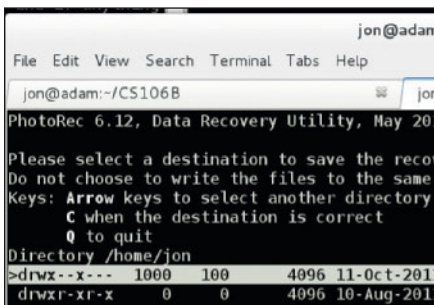 jon@adam
File Edit View Search Terminal Tabs Help
jon@adam:~/CS106B
PhotoRec 6.12, Data Recovery Utility, May 20
Please select a destination to save the reco
Do not choose to write the files to the same
Keys: Arrow keys to select another directory
C when the destination is correct
Q to quit
Directory /home/jon
>drwx--x--- 1000 100 4096 11-Oct-201
drwxr-xr-x 0 0 4096 10-Aug-201